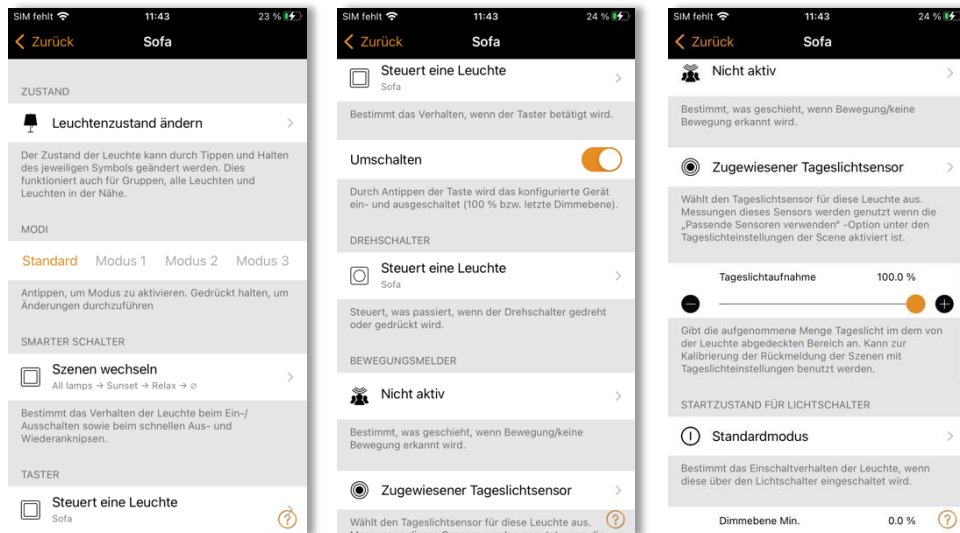 SIM fehlt 11:43 23 %
Zurück Sofa
ZUSTAND
Leuchtenzustand ändern
Der Zustand der Leuchte kann durch Tippen und Halten
des jeweiligen Symbols geändert werden. Dies
funktioniert auch für Gruppen, alle Leuchten und
Leuchten in der Nähe.
MODI
Standard Modus 1 Modus 2 Modus 3
Antippen, um Modus zu aktivieren. Gedrückt halten, um
Änderungen durchzuführen
SMARTER SCHALTER
Szenen wechseln
All lamps → Sunset → Relax → ∅
Bestimmt das Verhalten der Leuchte beim Ein-/
Ausschalten sowie beim schnellen Aus- und
Wiederanknipsen.
TASTER
Steuert eine Leuchte
Sofa
?
SIM fehlt 11:43 24 %
Zurück Sofa
Steuert eine Leuchte
Sofa
Bestimmt das Verhalten, wenn der Taster betätigt wird.
Umschalten
Durch Antippen der Taste wird das konfigurierte Gerät
ein- und ausgeschaltet (100 % bzw. letzte Dimmebene).
DREHSCHALTER
Steuert eine Leuchte
Sofa
Steuert, was passiert, wenn der Drehschalter gedreht
oder gedrückt wird.
BEWEGUNGSMELDER
Nicht aktiv
Bestimmt, was geschieht, wenn Bewegung/keine
Bewegung erkannt wird.
Zugewiesener Tageslichtsensor
Wählt den Tageslichtsensor für diese Leuchte aus.
?
SIM fehlt 11:43 24 %
Zurück Sofa
Nicht aktiv
Bestimmt, was geschieht, wenn Bewegung/keine
Bewegung erkannt wird.
Zugewiesener Tageslichtsensor
Wählt den Tageslichtsensor für diese Leuchte aus.
Messungen dieses Sensors werden genutzt wenn die
„Passende Sensoren verwenden“ -Option unter den
Tageslichteinstellungen der Scene aktiviert ist.
Tageslichtaufnahme 100.0 %
Gibt die aufgenommene Menge Tageslicht im dem von
der Leuchte abgedeckten Bereich an. Kann zur
Kalibrierung der Rückmeldung der Szenen mit
Tageslichteinstellungen benutzt werden.
STARTZUSTAND FÜR LICHTSCHALTER
Standardmodus
Bestimmt das Einschaltverhalten der Leuchte, wenn
diese über den Lichtschalter eingeschaltet wird.
Dimmebene Min. 0.0 %
?